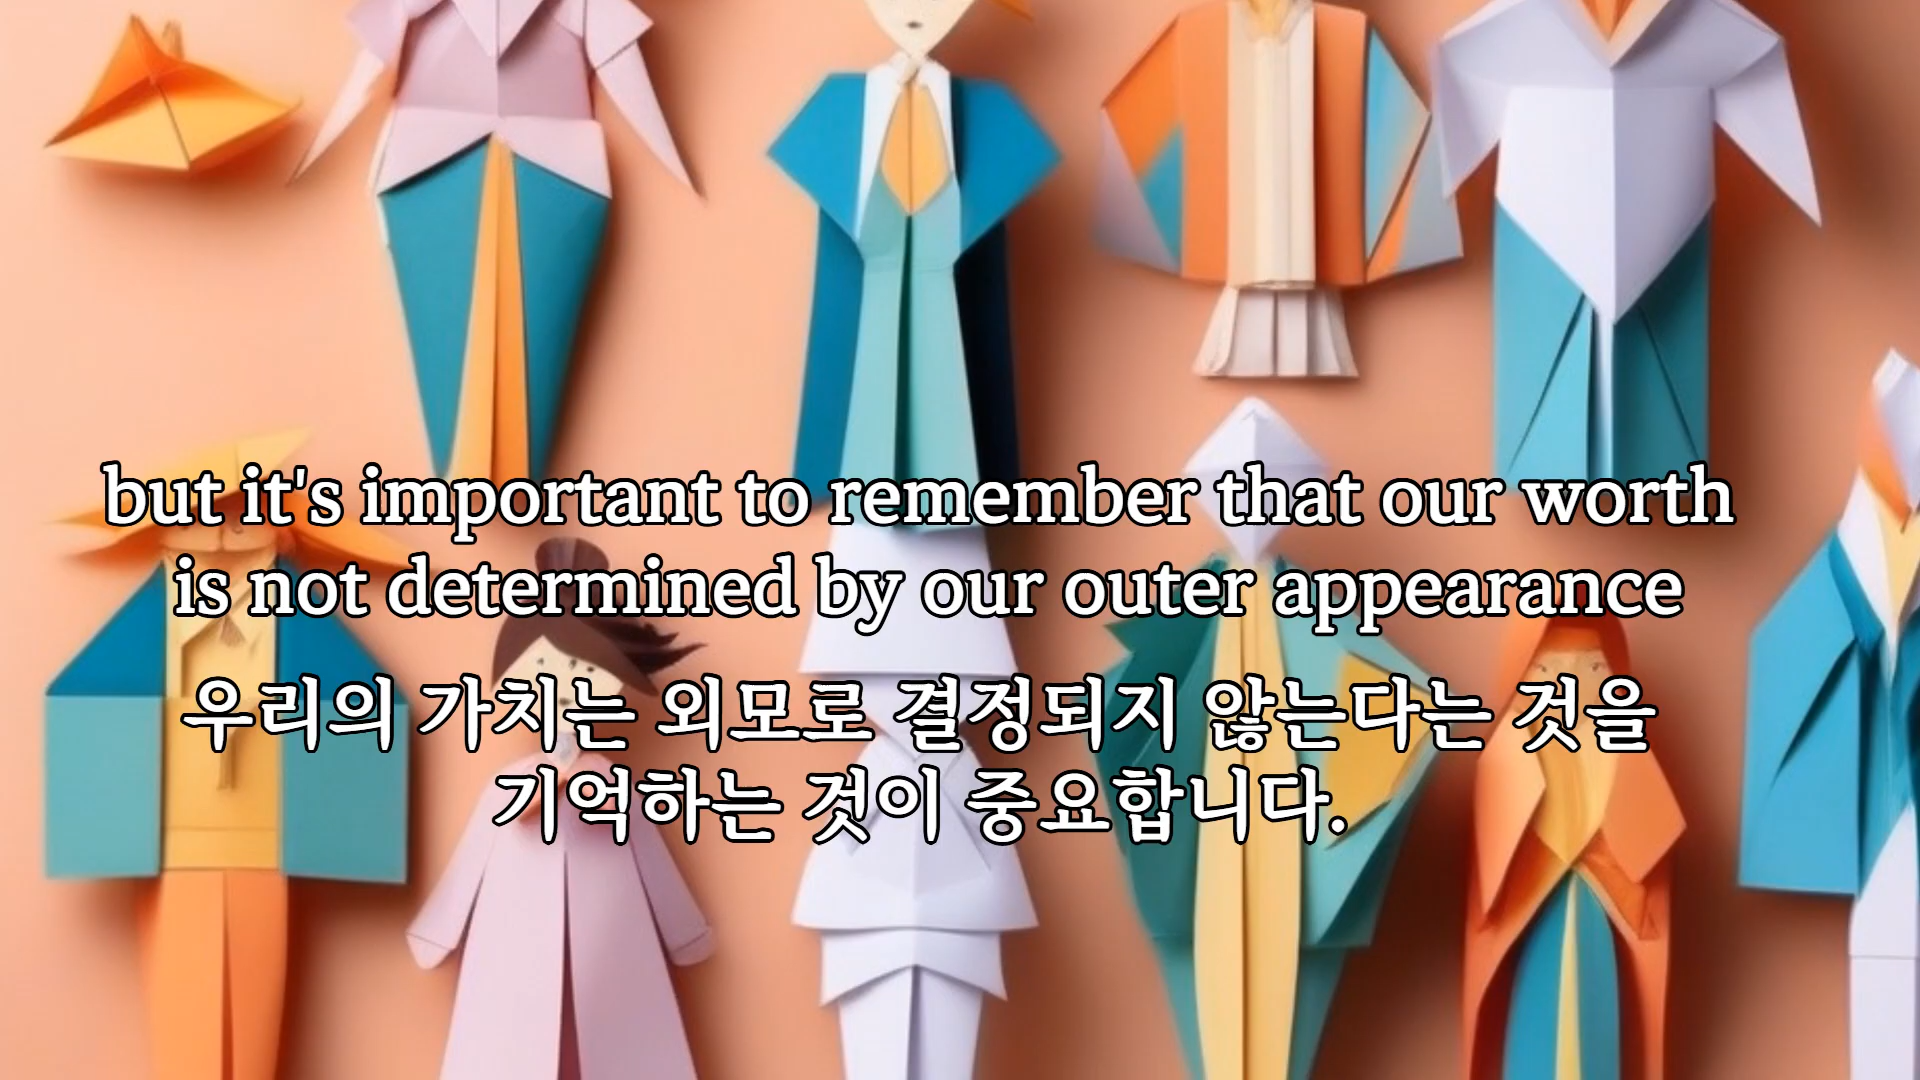 but it's important to remember that our worth
is not determined by our outer appearance
우리의 가치는 외모로 결정되지 않는다는 것을
기억하는 것이 중요합니다.